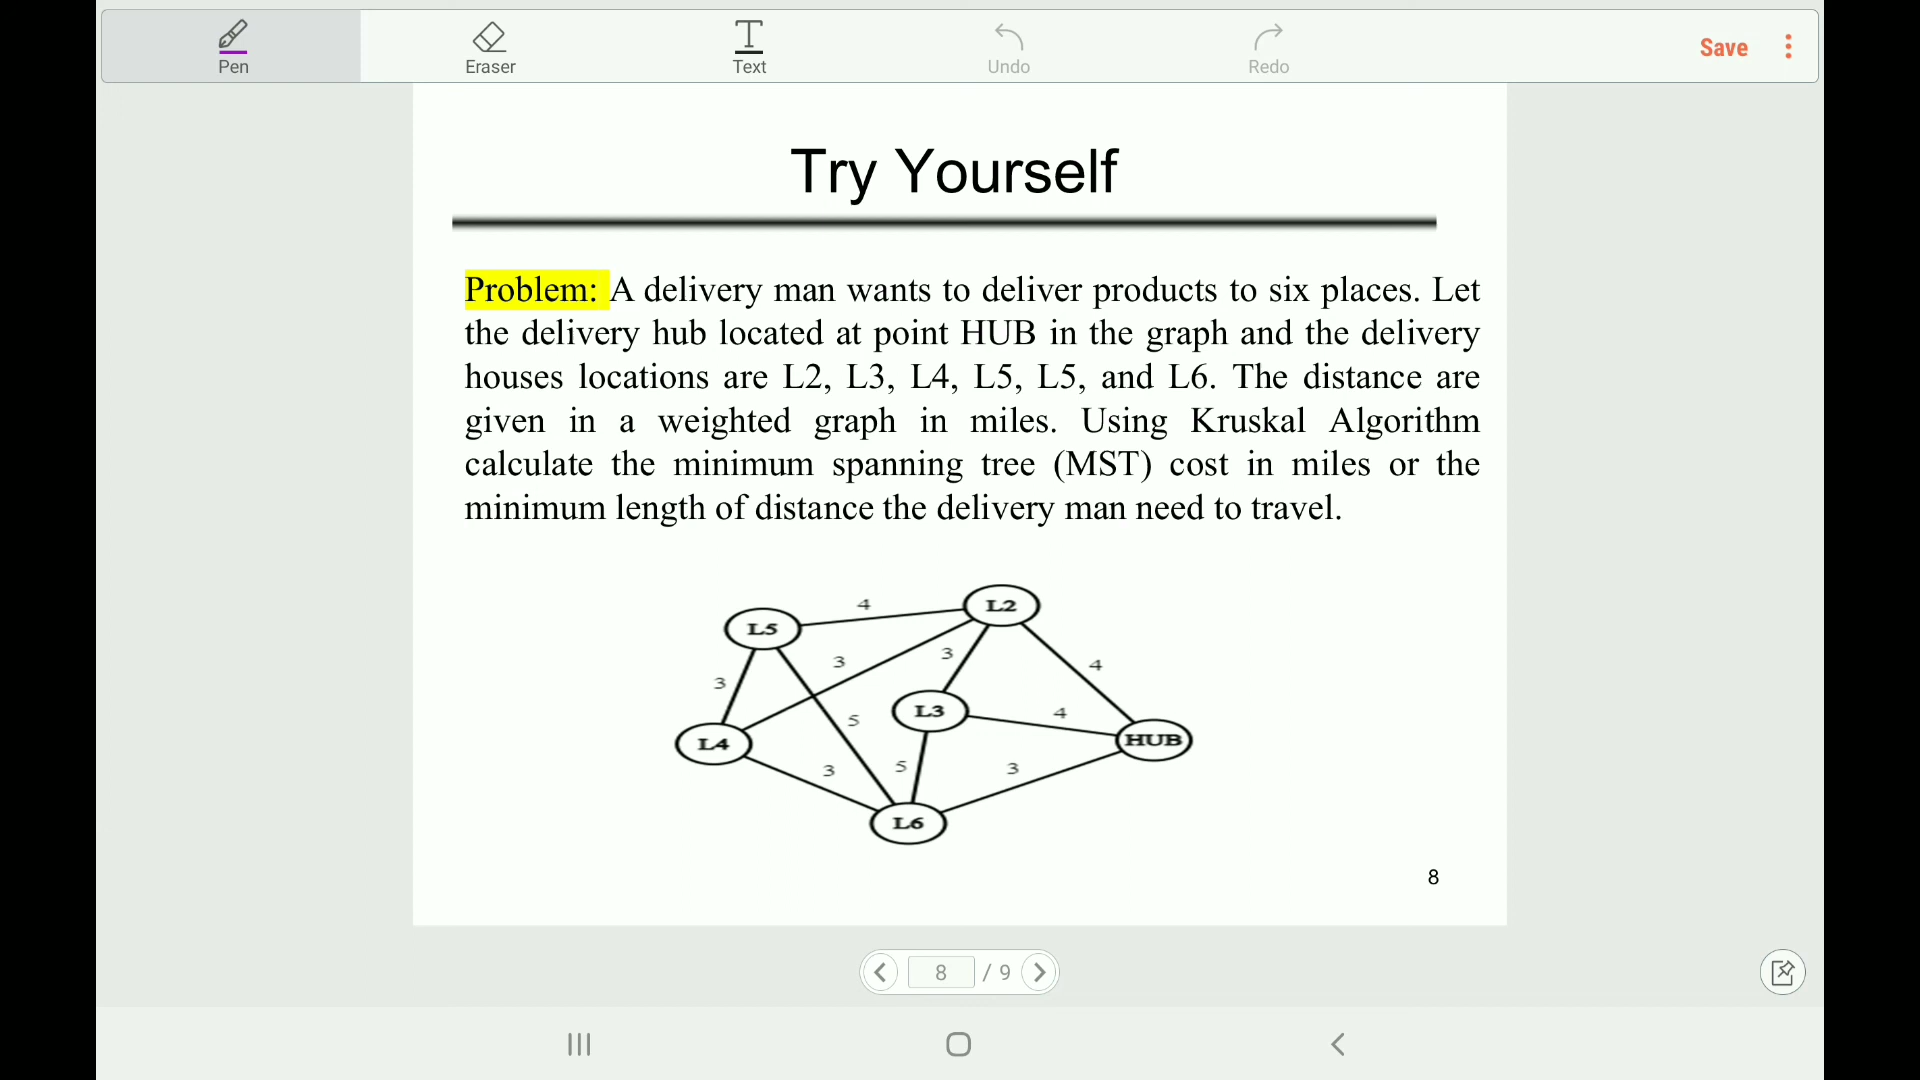 Pen
Eraser
Text
Undo
Redo
Save
Try Yourself
Problem: A delivery man wants to deliver products to six places. Let
the delivery hub located at point HUB in the graph and the delivery
houses locations are L2, L3, L4, L5, L5, and L6. The distance are
given in a weighted graph in miles. Using Kruskal Algorithm
calculate the minimum spanning tree (MST) cost in miles or the
minimum length of distance the delivery man need to travel.
4
L2
L5
3
3
4
3
5
L3
4
L4
HUB
3
5
3
L6
8
8 / 9